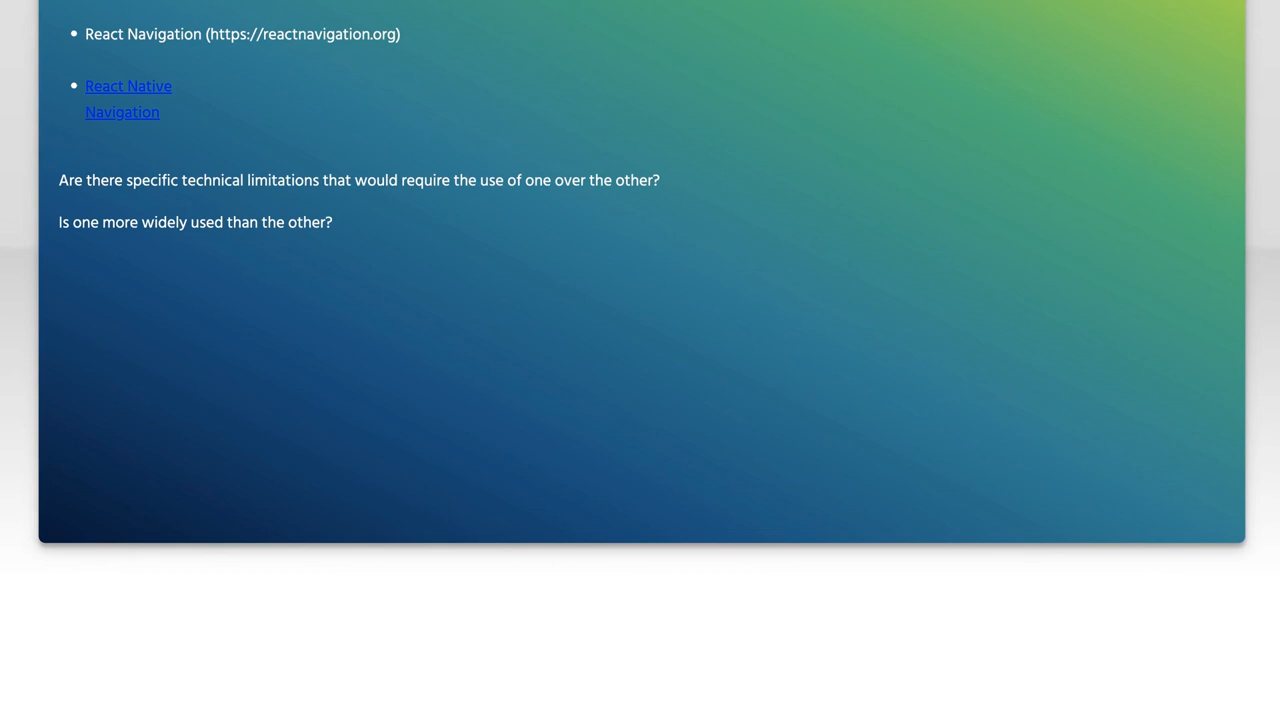 • React Navigation (https://reactnavigation.org)
• React Native
Navigation
Are there specific technical limitations that would require the use of one over the other?
Is one more widely used than the other?